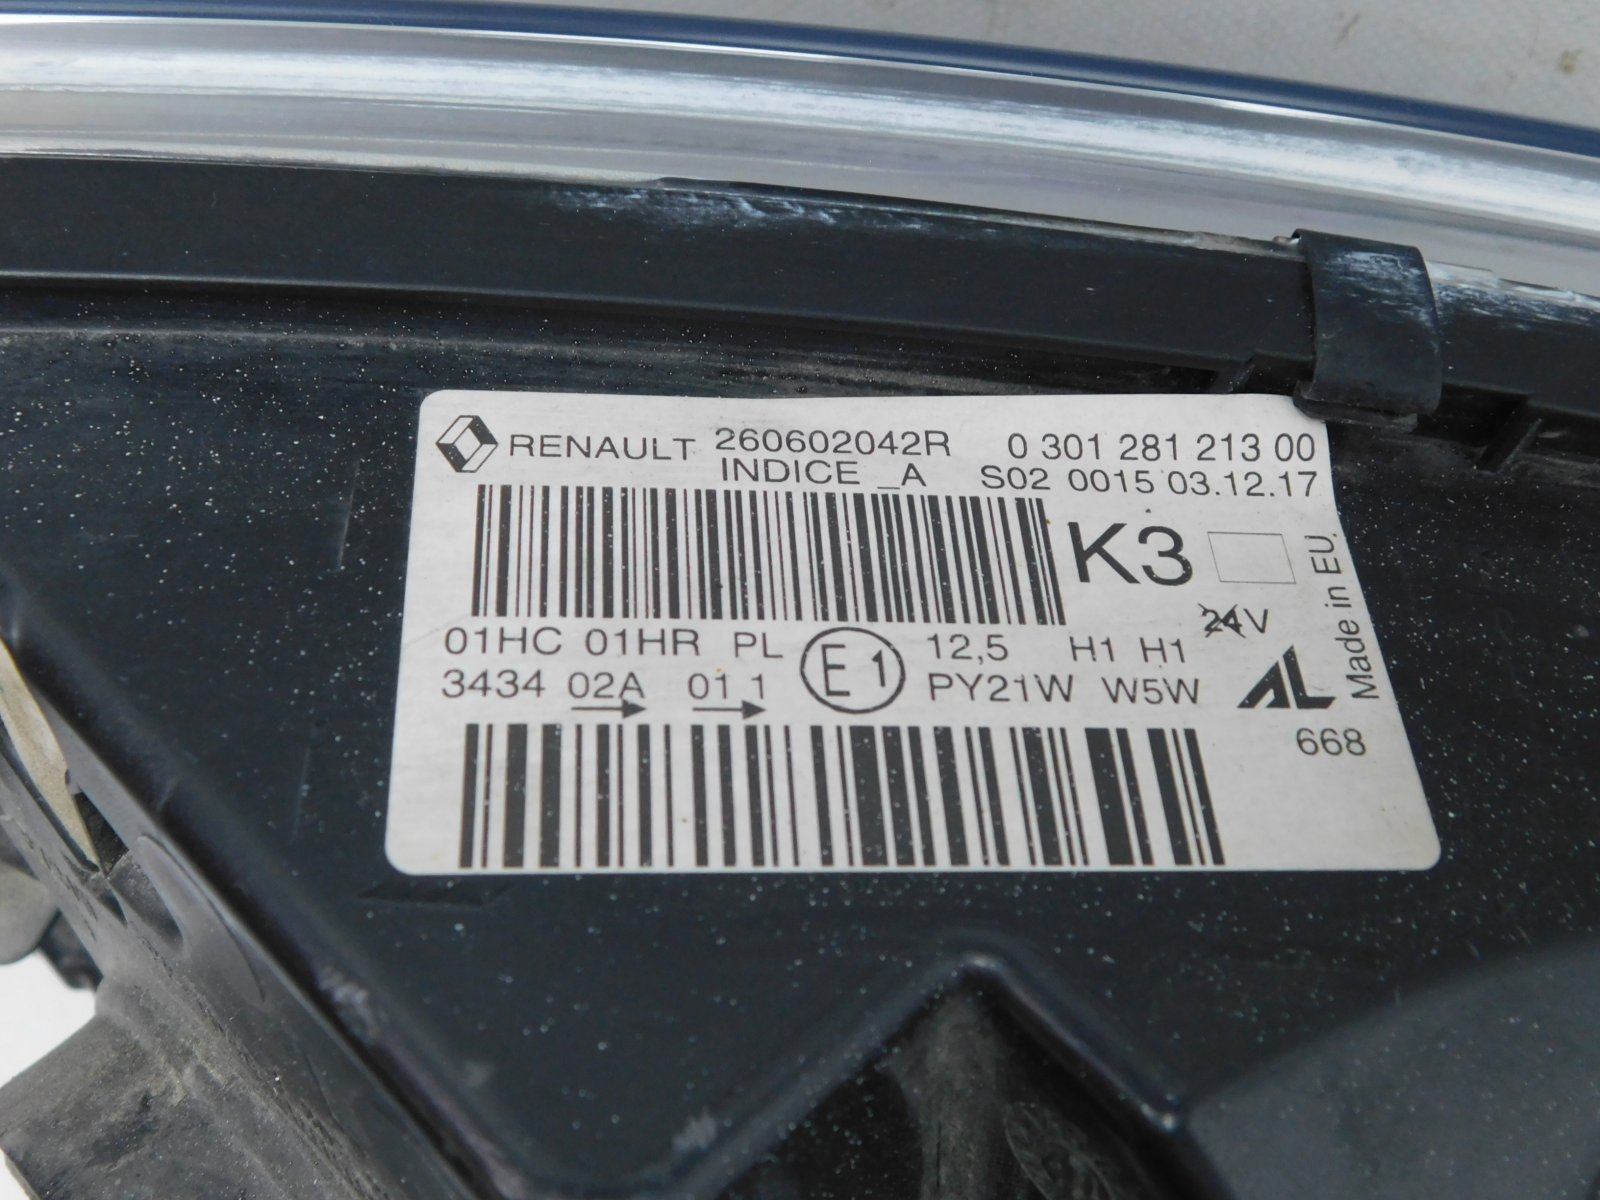 RENAULT 260602042R 0 301 281 213 00
INDICE _A S02 0015 03.12.17
K3
Made in EU.
24V
01HC 01HR PL E1 12,5 H1 H1
3434 02A 01 1 PY21W W5W AL
668